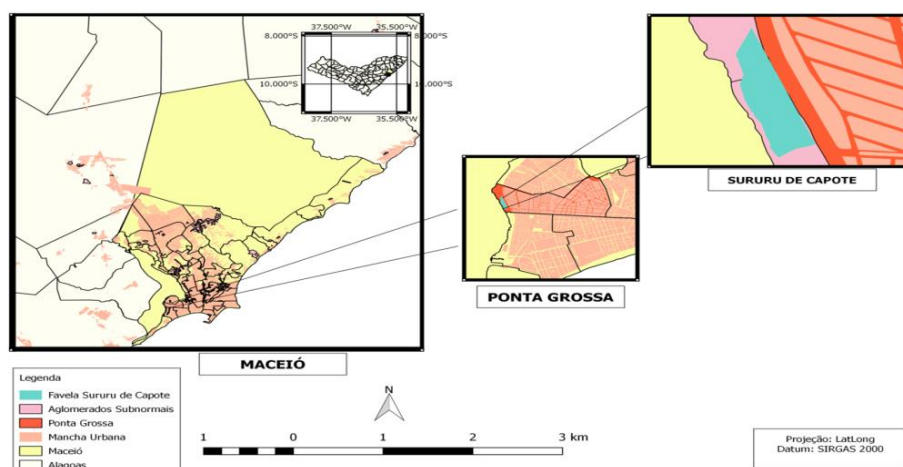 37.500°W 35.500°W
8.000°S 8.000°S
10.000°S 10.000°S
37.500°W 35.500°W
SURURU DE CAPOTE
PONTA GROSSA
MACEIÓ
Legenda
Favela Sururu de Capote
Aglomerados Subnormais
Ponta Grossa
Mancha Urbana
Maceió
Alagoas
N
1 0 1 2 3 km
Projeção: LatLong
Datum: SIRGAS 2000